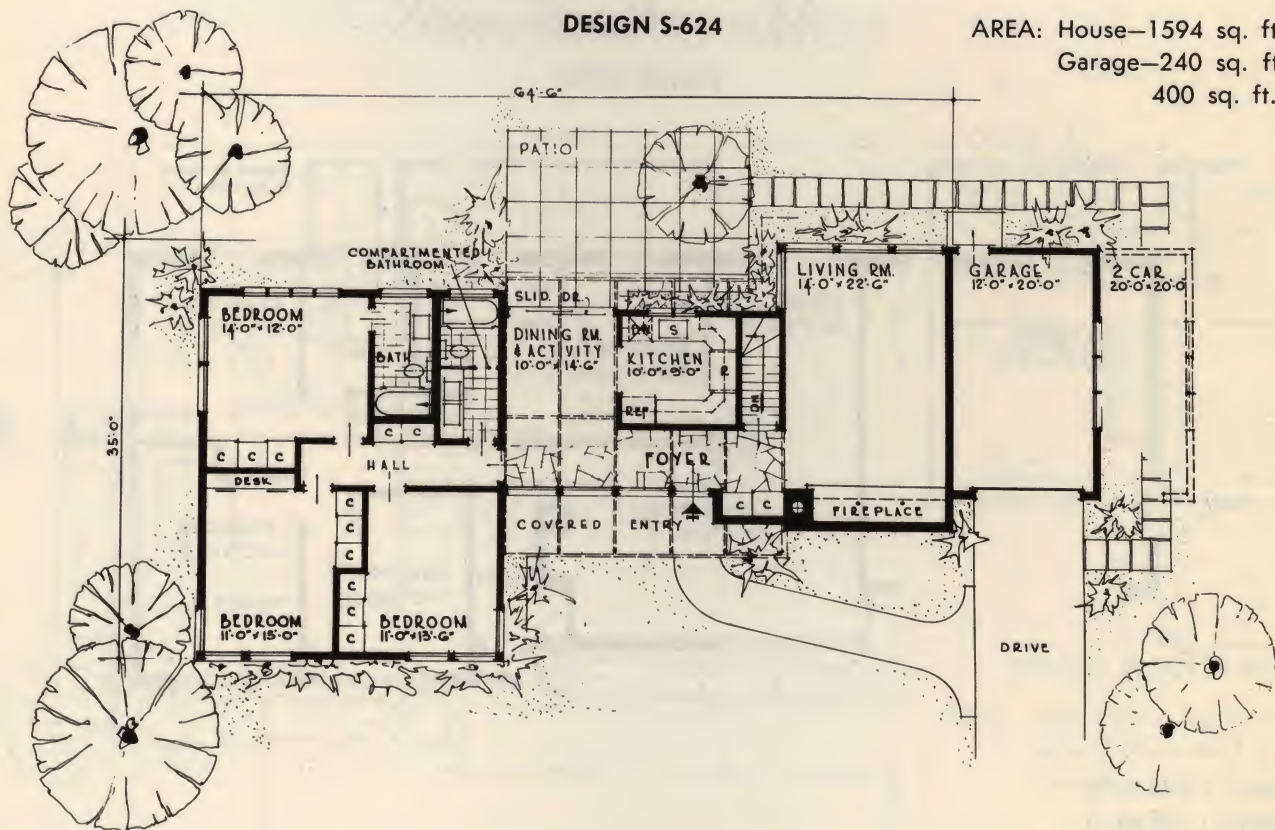 DESIGN S-624
AREA: House—1594 sq. ft
Garage—240 sq. ft
400 sq. ft.
64'-6"
PATIO
COMPARTMENTED
BATHROOM
SLID. DR.
LIVING RM.
14'-0" x 22'-6"
GARAGE
12'-0" x 20'-0"
2 CAR
20'-0" x 20'-0"
BEDROOM
14'-0" x 12'-0"
BATH
DINING RM.
& ACTIVITY
10'-0" x 14'-6"
S
KITCHEN
10'-0" x 9'-0"
R
REF
DN
35'-0"
C C C
C C
HALL
FOYER
DESK
C
C
C
C
C
C
COVERED ENTRY
C C
FIREPLACE
BEDROOM
11'-0" x 15'-0"
BEDROOM
11'-0" x 13'-6"
DRIVE